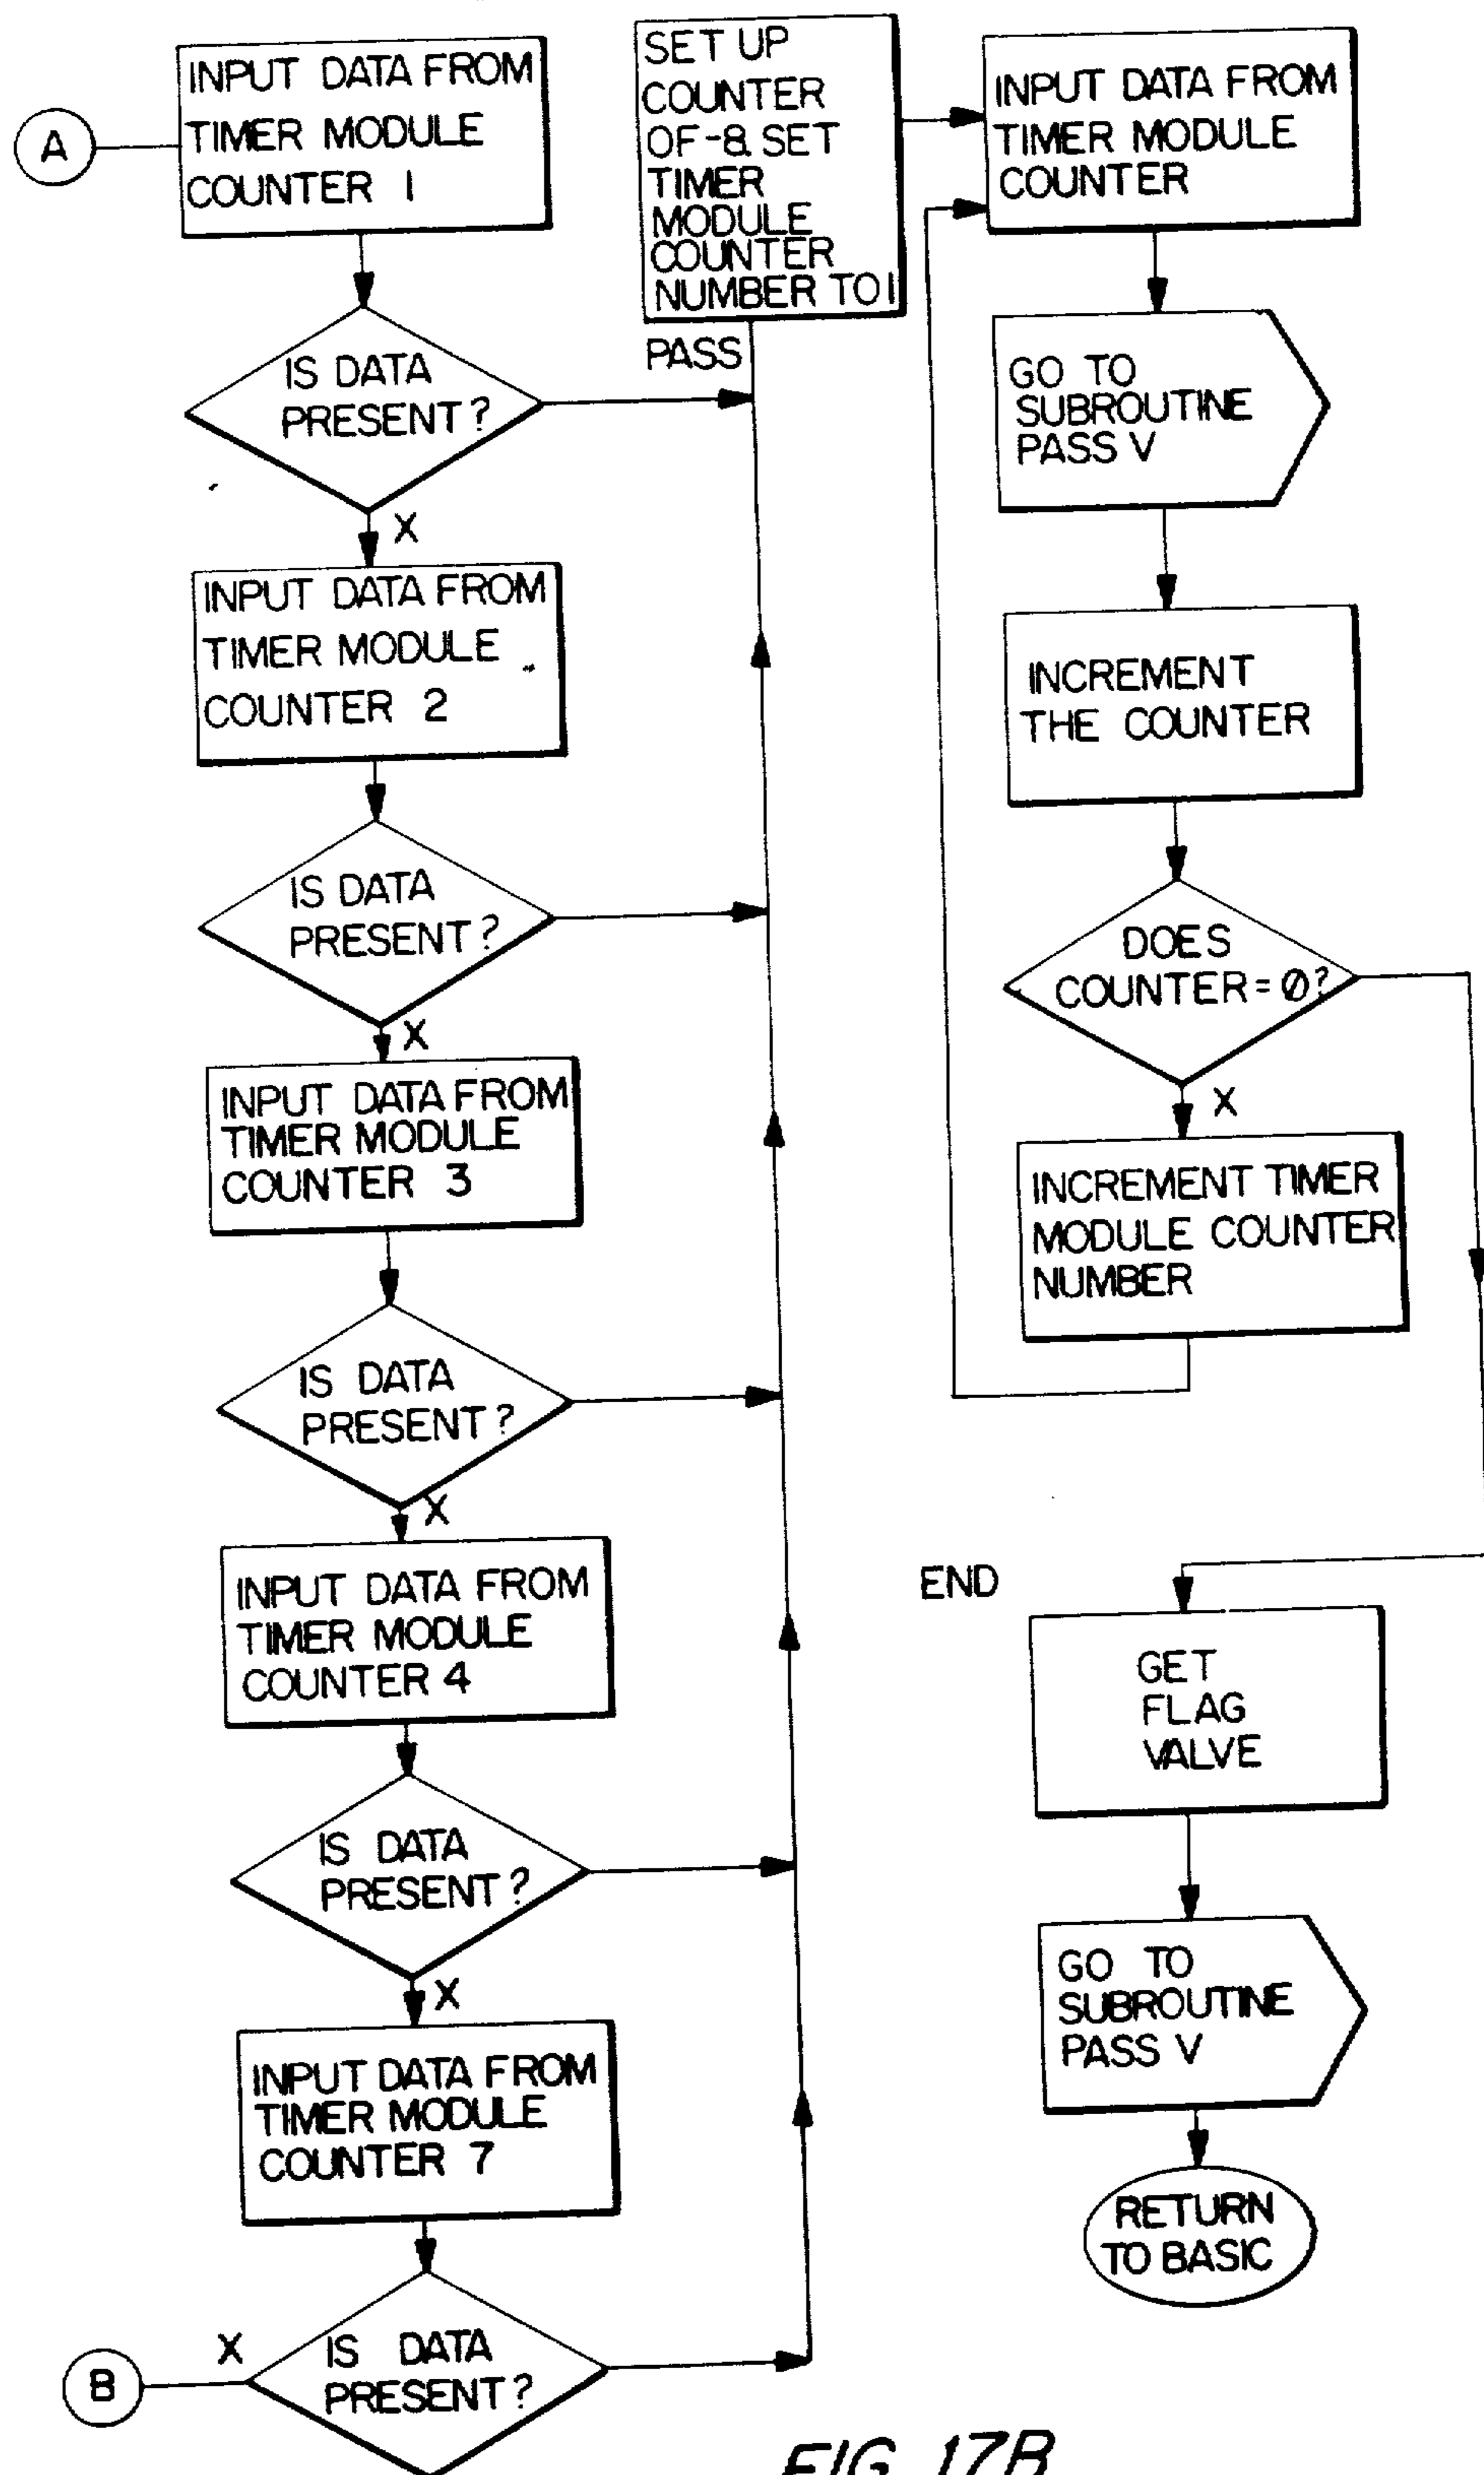 A
INPUT DATA FROM
TIMER MODULE
COUNTER 1
IS DATA
PRESENT?
X
INPUT DATA FROM
TIMER MODULE
COUNTER 2
IS DATA
PRESENT?
X
INPUT DATA FROM
TIMER MODULE
COUNTER 3
IS DATA
PRESENT?
X
INPUT DATA FROM
TIMER MODULE
COUNTER 4
IS DATA
PRESENT?
X
INPUT DATA FROM
TIMER MODULE
COUNTER 7
IS DATA
PRESENT?
X
B
SET UP
COUNTER
OF-8. SET
TIMER
MODULE
COUNTER
NUMBER TO 1
PASS
INPUT DATA FROM
TIMER MODULE
COUNTER
GO TO
SUBROUTINE
PASS V
INCREMENT
THE COUNTER
DOES
COUNTER=Ø?
X
INCREMENT TIMER
MODULE COUNTER
NUMBER
END
GET
FLAG
VALVE
GO TO
SUBROUTINE
PASS V
RETURN
TO BASIC
FIG. 17B